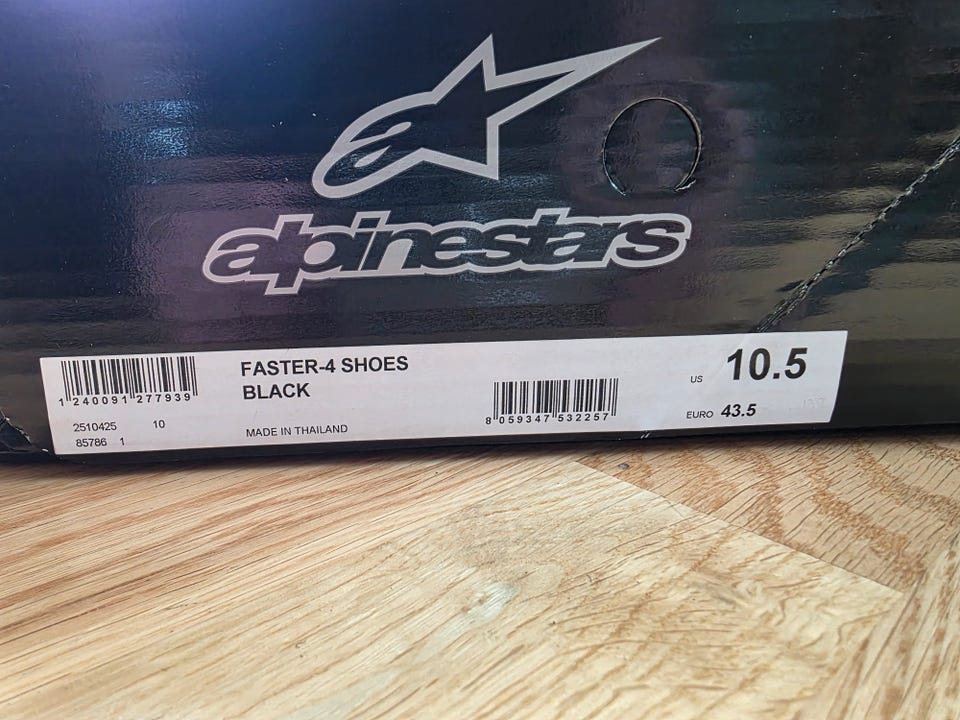 alpinestars
FASTER-4 SHOES
BLACK
1 240091 277939
2510425 10
85786 1
MADE IN THAILAND
8 059347 532257
US 10.5
EURO 43.5